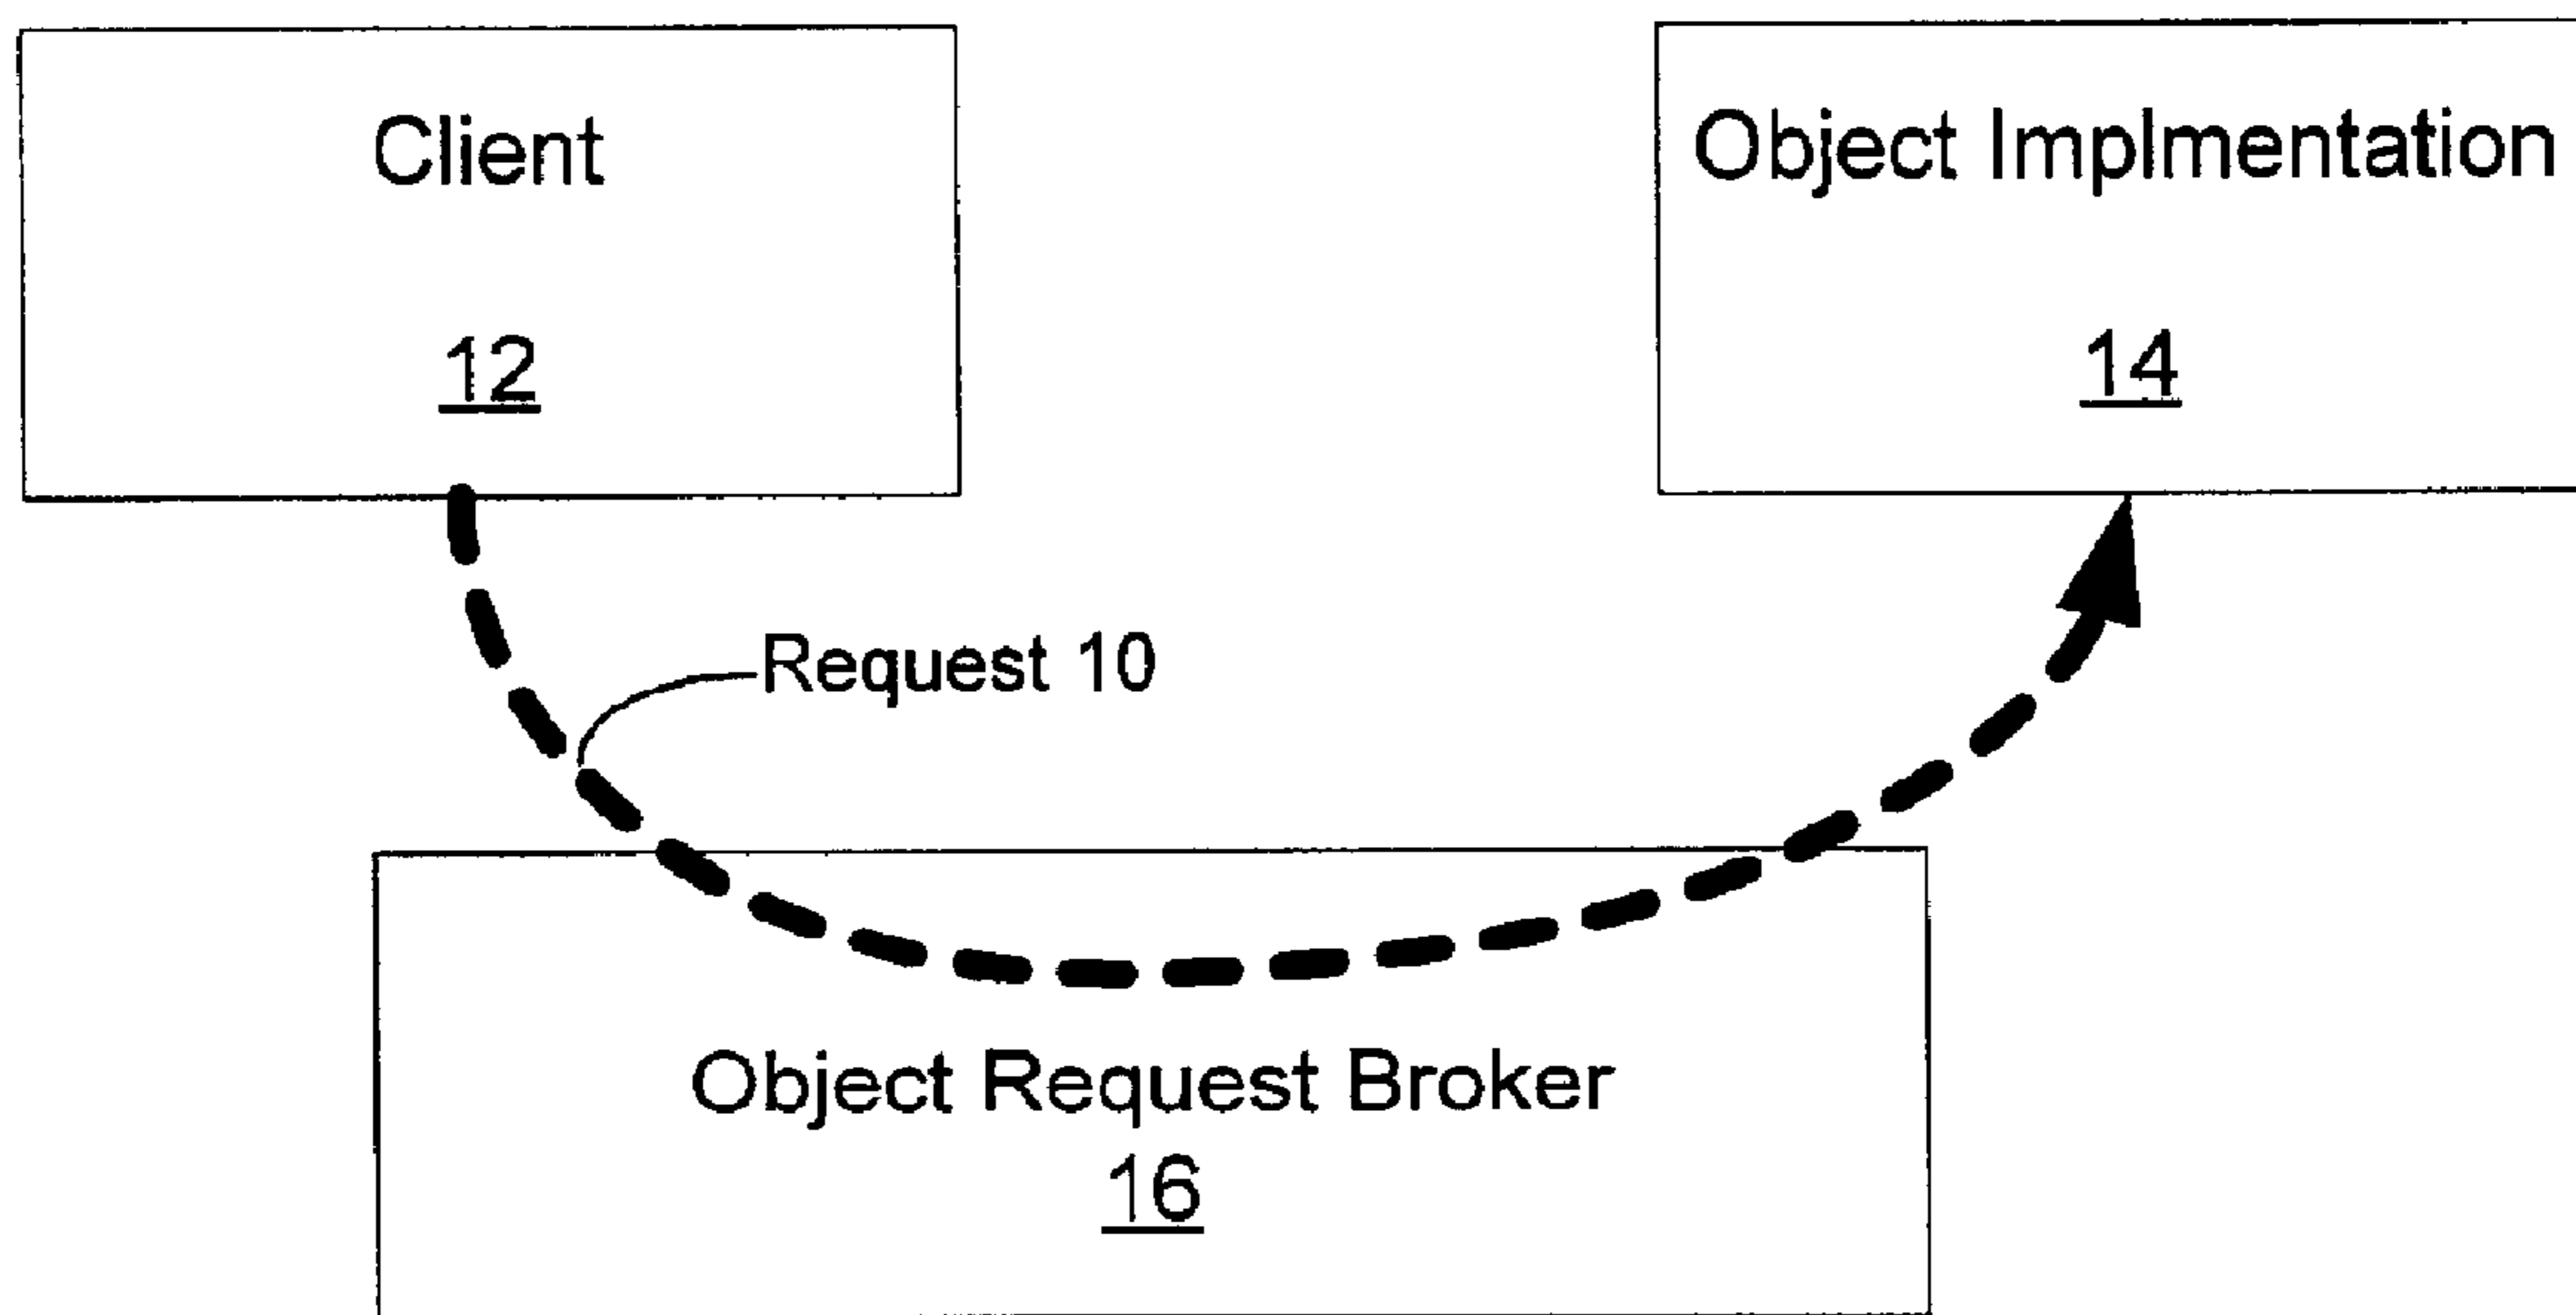 Client
12
Object Implmentation
14
Request 10
Object Request Broker
16